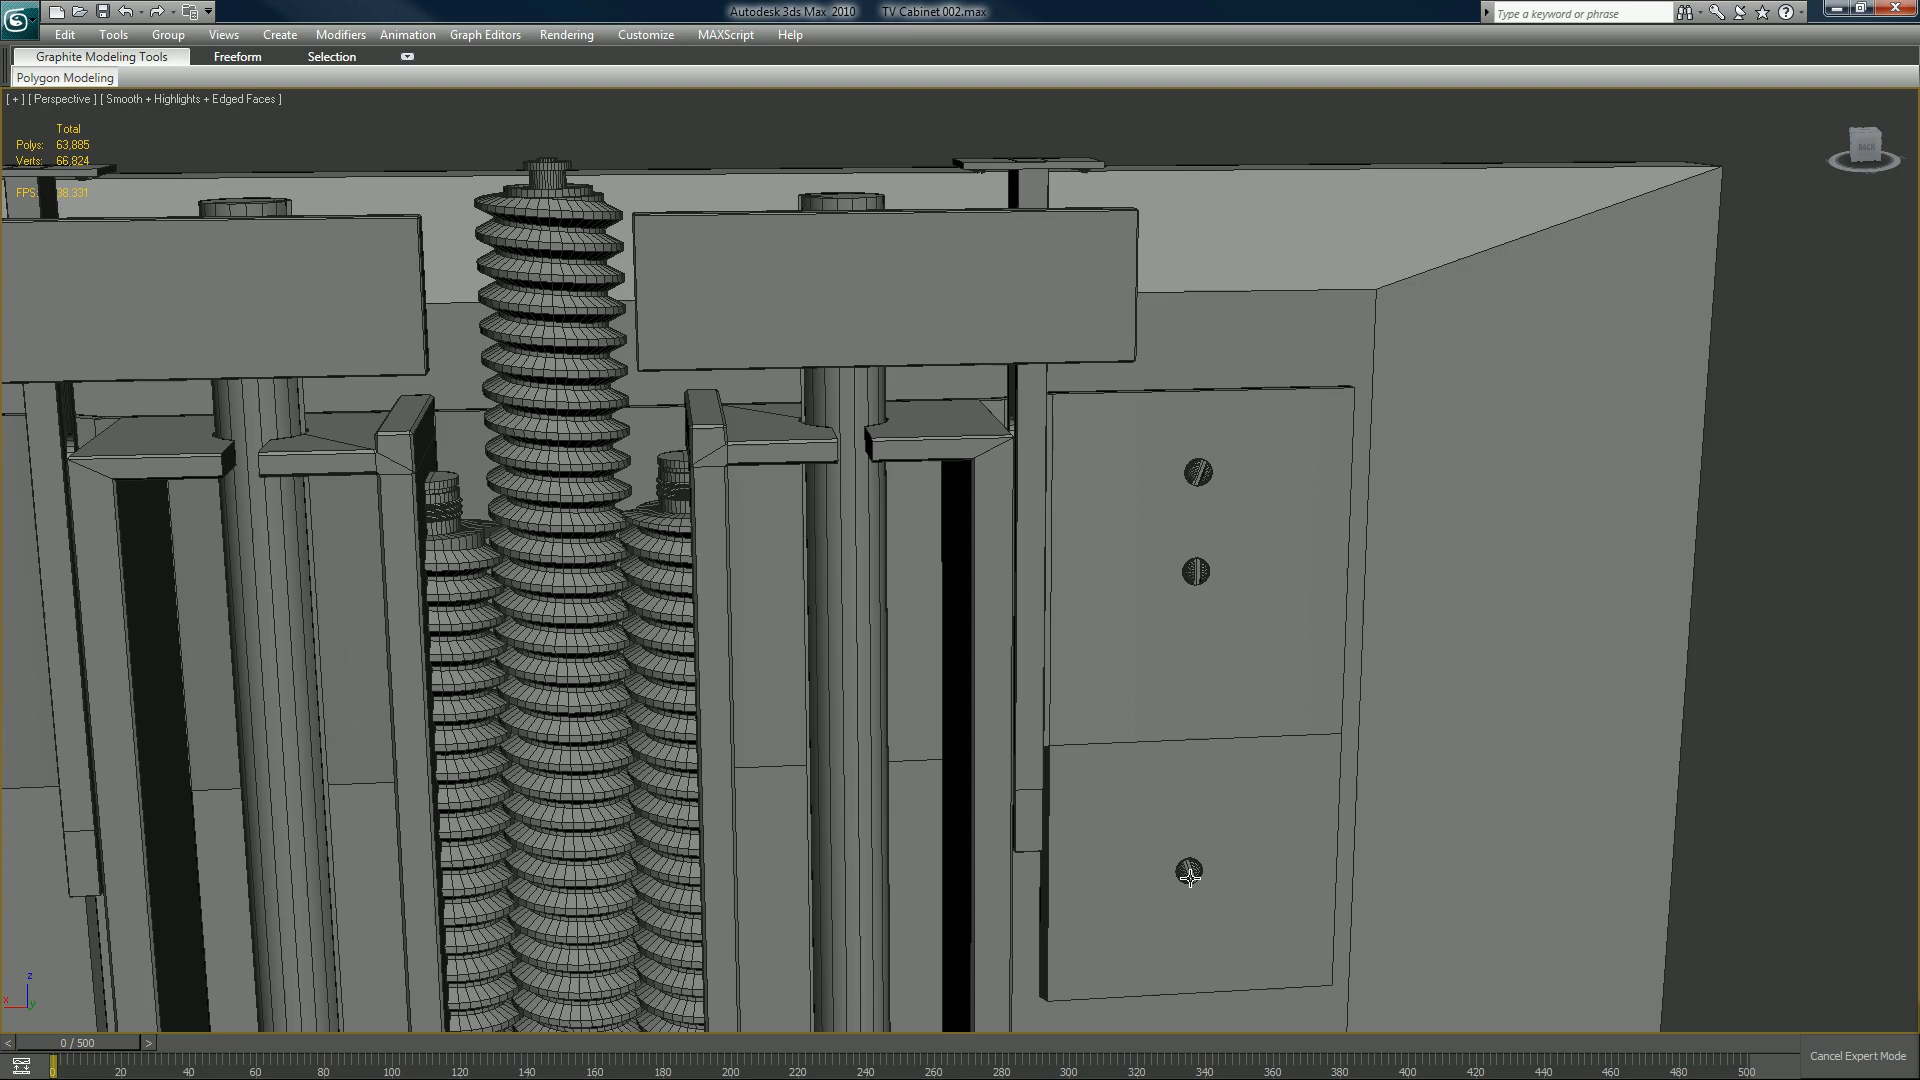 Autodesk 3ds Max 2010 TV Cabinet 002.max
Type a keyword or phrase
Edit Tools Group Views Create Modifiers Animation Graph Editors Rendering Customize MAXScript Help
Graphite Modeling Tools Freeform Selection
Polygon Modeling
[ + ] [ Perspective ] [ Smooth + Highlights + Edged Faces ]
Total
Polys: 63,885
Verts: 66,824
FPS: 38.331
BACK
z
x y
< 0 / 500 >
Cancel Expert Mode
0 20 40 60 80 100 120 140 160 180 200 220 240 260 280 300 320 340 360 380 400 420 440 460 480 500